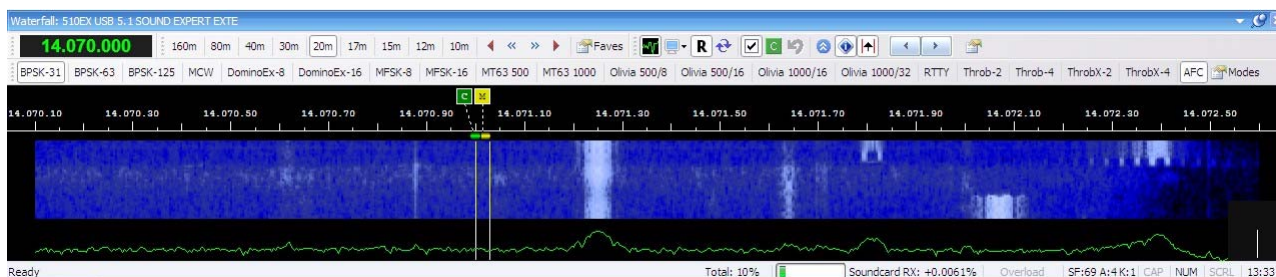 Waterfall: 510EX USB 5.1 SOUND EXPERT EXTE
14.070.000 160m 80m 40m 30m 20m 17m 15m 12m 10m Faves R C
BPSK-31 BPSK-63 BPSK-125 MCW DominoEx-8 DominoEx-16 MFSK-8 MFSK-16 MT63 500 MT63 1000 Olivia 500/8 Olivia 500/16 Olivia 1000/16 Olivia 1000/32 RTTY Throb-2 Throb-4 ThrobX-2 ThrobX-4 AFC Modes
C M
14.070.10 14.070.30 14.070.50 14.070.70 14.070.90 14.071.10 14.071.30 14.071.50 14.071.70 14.071.90 14.072.10 14.072.30 14.072.50
Ready Total: 10% Soundcard RX: +0.0061% Overload SF:69 A:4 K:1 CAP NUM SCRL 13:33